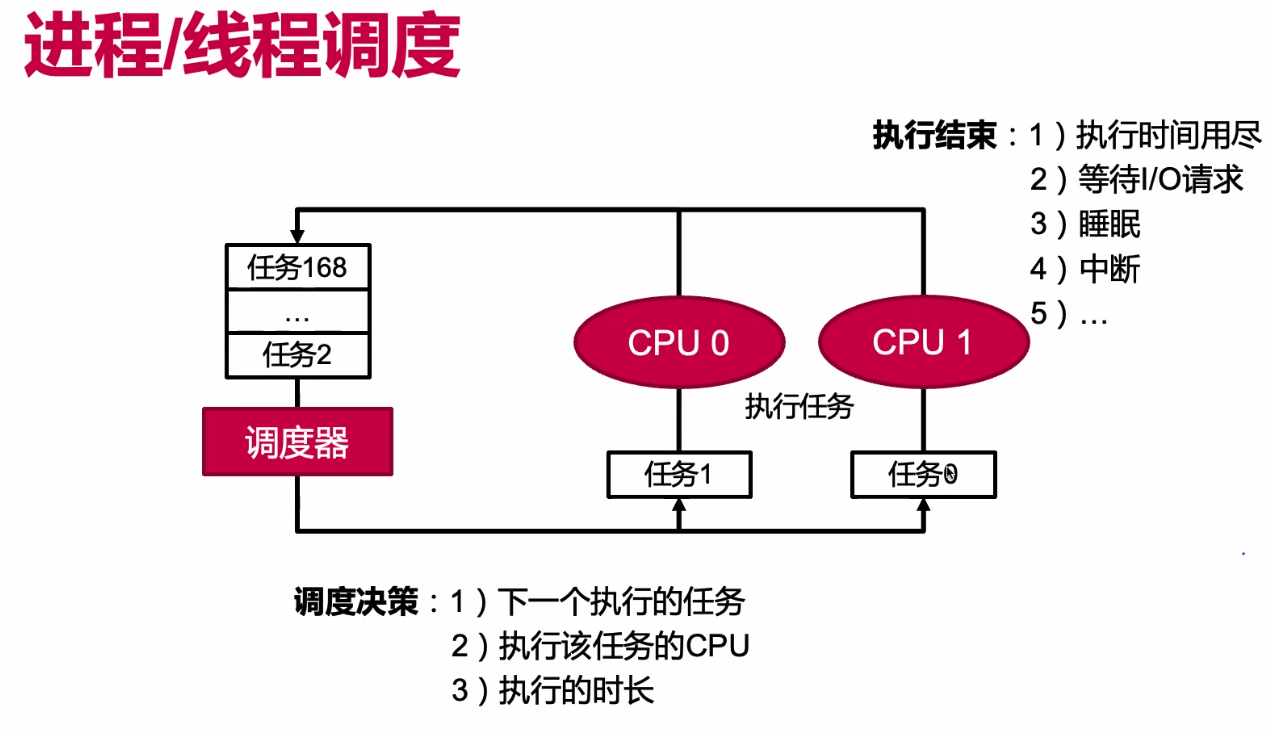 进程/线程调度
执行结束：1）执行时间用尽
2）等待I/O请求
3）睡眠
4）中断
5）…
任务168
…
任务2
调度器
CPU 0
CPU 1
执行任务
任务1
任务0
调度决策：1）下一个执行的任务
2）执行该任务的CPU
3）执行的时长